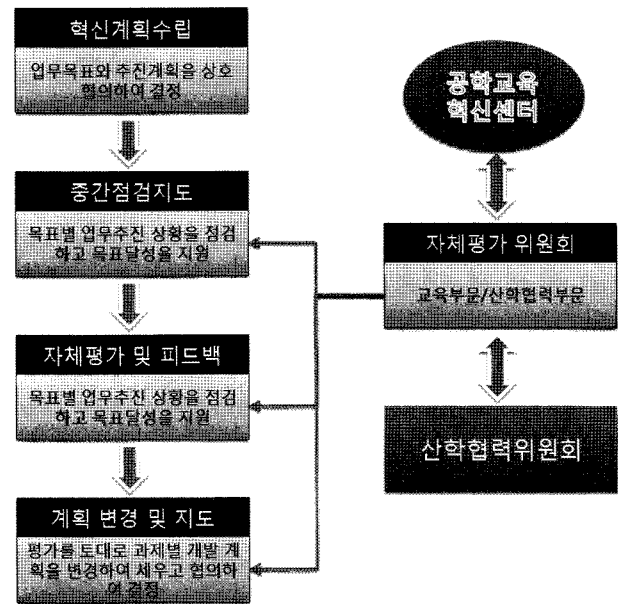 혁신계획수립
업무목표와 추진계획을 상호
협의하여 결정
중간점검지도
목표별 업무추진 상황을 점검
하고 목표달성을 지원
자체평가 및 피드백
목표별 업무추진 상황을 점검
하고 목표달성을 지원
계획 변경 및 지도
평가를 토대로 과제별 개발 계
획을 변경하여 세우고 협의하
여 결정
공학교육
혁신센터
자체평가 위원회
교육부문/산학협력부문
산학협력위원회